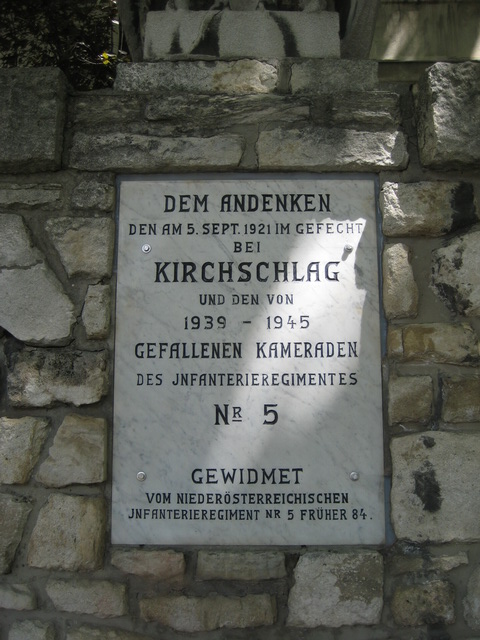 DEM ANDENKEN
DEN AM 5. SEPT. 1921 IM GEFECHT
BEI
KIRCHSCHLAG
UND DEN VON
1939 - 1945
GEFALLENEN KAMERADEN
DES JNFANTERIEREGIMENTES
NR 5
GEWIDMET
VOM NIEDERÖSTERREICHISCHEN
JNFANTERIEREGIMENT NR 5 FRÜHER 84.